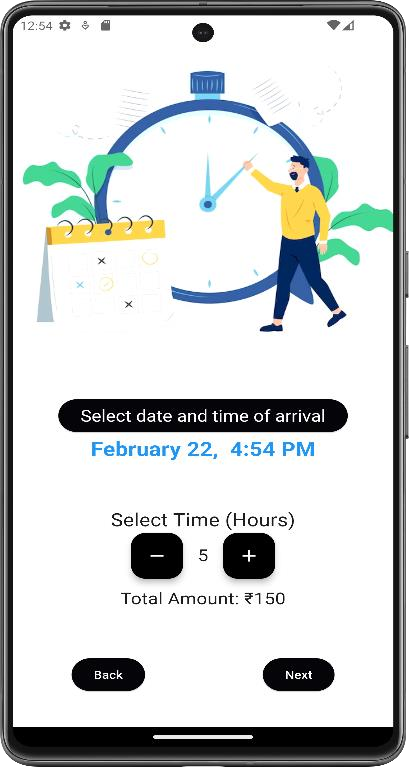 12:54
Select date and time of arrival
February 22,  4:54 PM
Select Time (Hours)
− 5 +
Total Amount: ₹150
Back Next